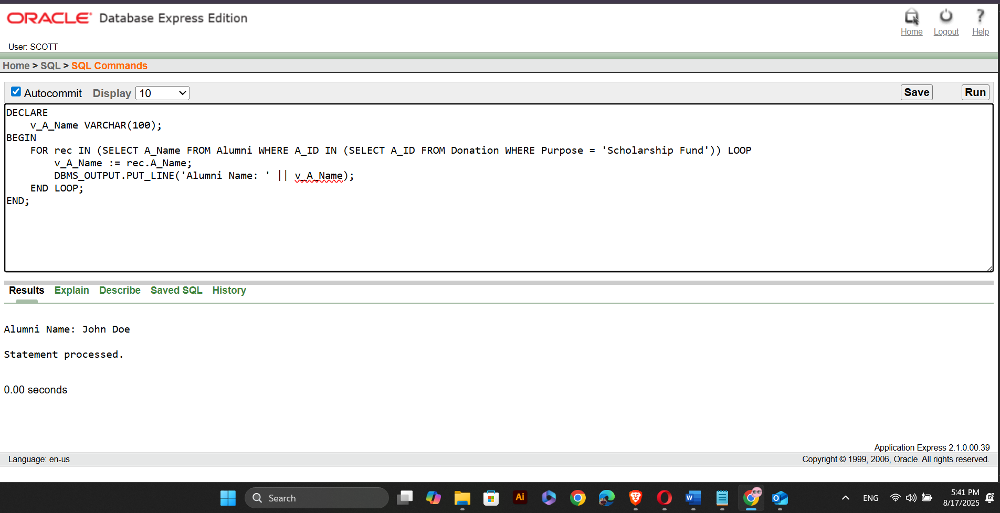 ORACLE Database Express Edition
Home Logout Help
User: SCOTT
Home > SQL > SQL Commands
Autocommit Display 10 Save Run
DECLARE
    v_A_Name VARCHAR(100);
BEGIN
    FOR rec IN (SELECT A_Name FROM Alumni WHERE A_ID IN (SELECT A_ID FROM Donation WHERE Purpose = 'Scholarship Fund')) LOOP
        v_A_Name := rec.A_Name;
        DBMS_OUTPUT.PUT_LINE('Alumni Name: ' || v_A_Name);
    END LOOP;
END;
Results Explain Describe Saved SQL History
Alumni Name: John Doe
Statement processed.
0.00 seconds
Application Express 2.1.0.00.39
Language: en-us Copyright © 1999, 2006, Oracle. All rights reserved.
Search Ai W O ENG 5:41 PM
8/17/2025